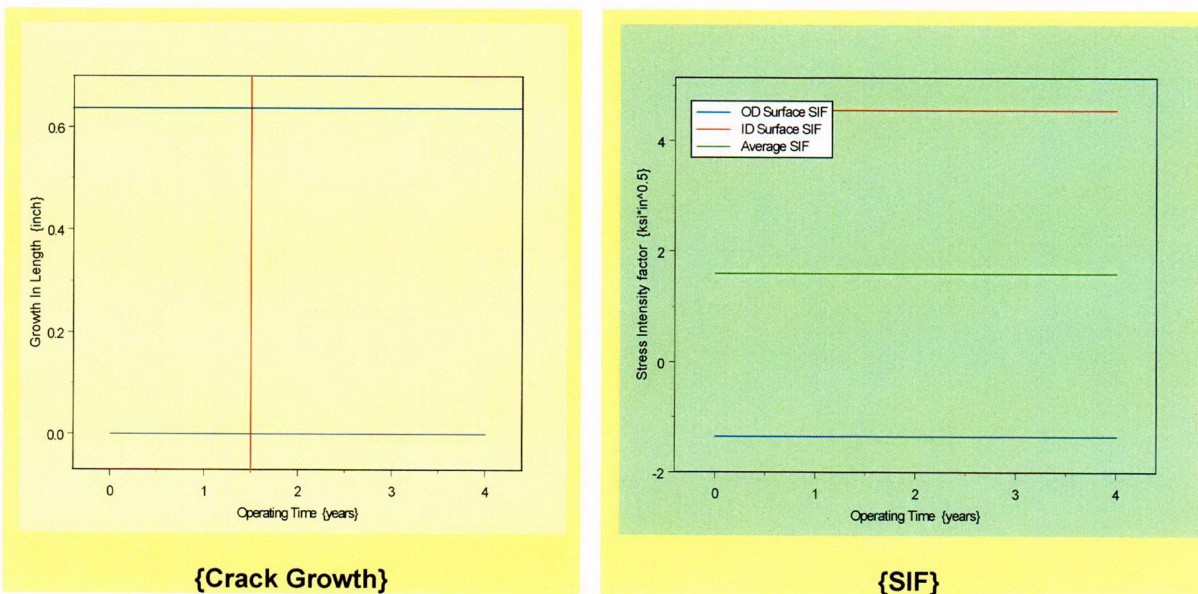 0.6
0.4
0.2
0.0
Growth In Length {inch}
0 1 2 3 4
Operating Time {years}
{Crack Growth}
OD Surface SIF
ID Surface SIF
Average SIF
4
2
0
-2
Stress Intensity factor {ksi*in^0.5}
0 1 2 3 4
Operating Time {years}
{SIF}